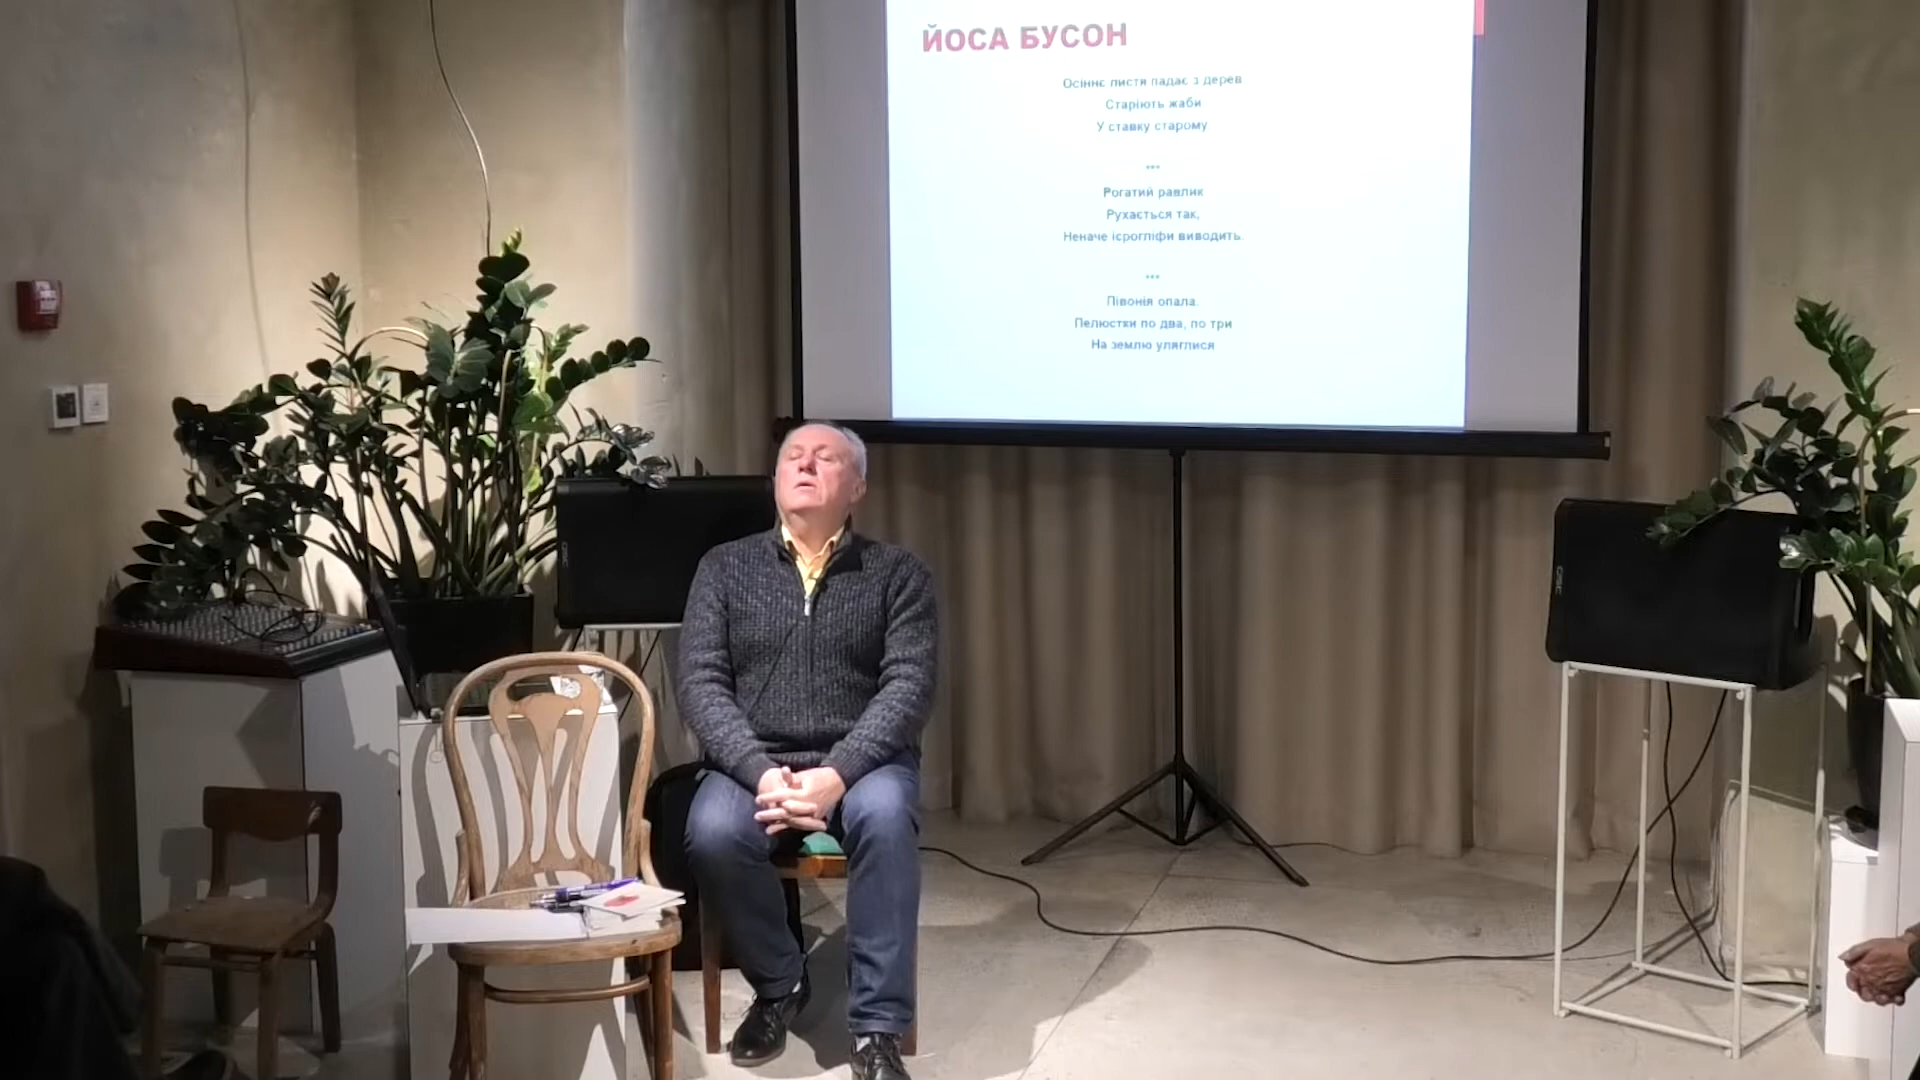 ЙОСА БУСОН
Осіннє листя падає з дерев
Старіють жаби
У ставку старому
***
Рогатий равлик
Рухається так,
Неначе ієрогліфи виводить.
***
Півонія опала.
Пелюстки по два, по три
На землю уляглися